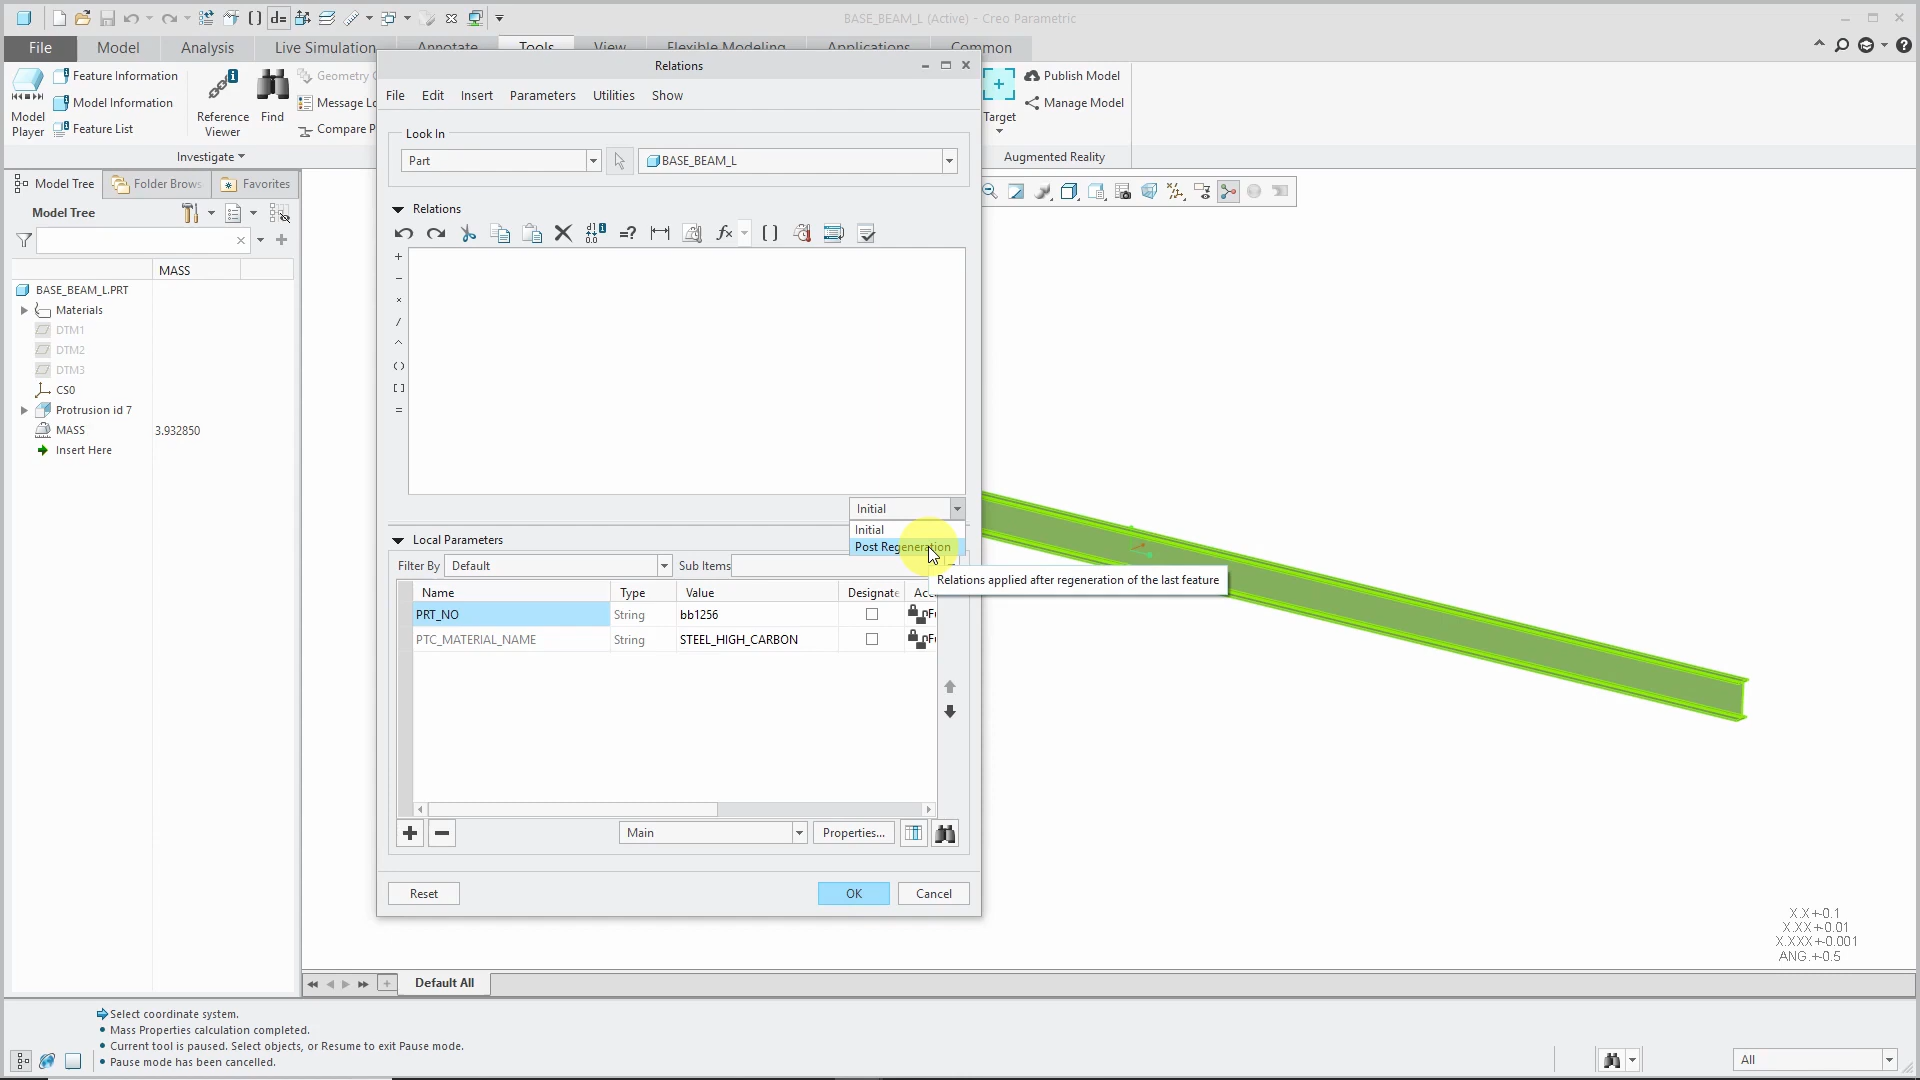 BASE_BEAM_L (Active) - Creo Parametric
File
Model
Analysis
Live Simulation
Annotate
Tools
View
Flexible Modeling
Applications
Common
Feature Information
Model Information
Feature List
Model
Player
Reference
Viewer
Find
Geometry
Message
Compare P
Investigate
Target
Publish Model
Manage Model
Augmented Reality
Relations
File
Edit
Insert
Parameters
Utilities
Show
Look In
Part
BASE_BEAM_L
Relations
Initial
Initial
Post Regeneration
Relations applied after regeneration of the last feature
Local Parameters
Filter By
Default
Sub Items
Name
Type
Value
Designate
PRT_NO
String
bb1256
PTC_MATERIAL_NAME
String
STEEL_HIGH_CARBON
Main
Properties...
Reset
OK
Cancel
Model Tree
Folder Brows
Favorites
Model Tree
MASS
BASE_BEAM_L.PRT
Materials
DTM1
DTM2
DTM3
CS0
Protrusion id 7
MASS
3.932850
Insert Here
X.X+-0.1
X.XX+-0.01
X.XXX+-0.001
ANG.+-0.5
Default All
Select coordinate system.
• Mass Properties calculation completed.
• Current tool is paused. Select objects, or Resume to exit Pause mode.
• Pause mode has been cancelled.
All